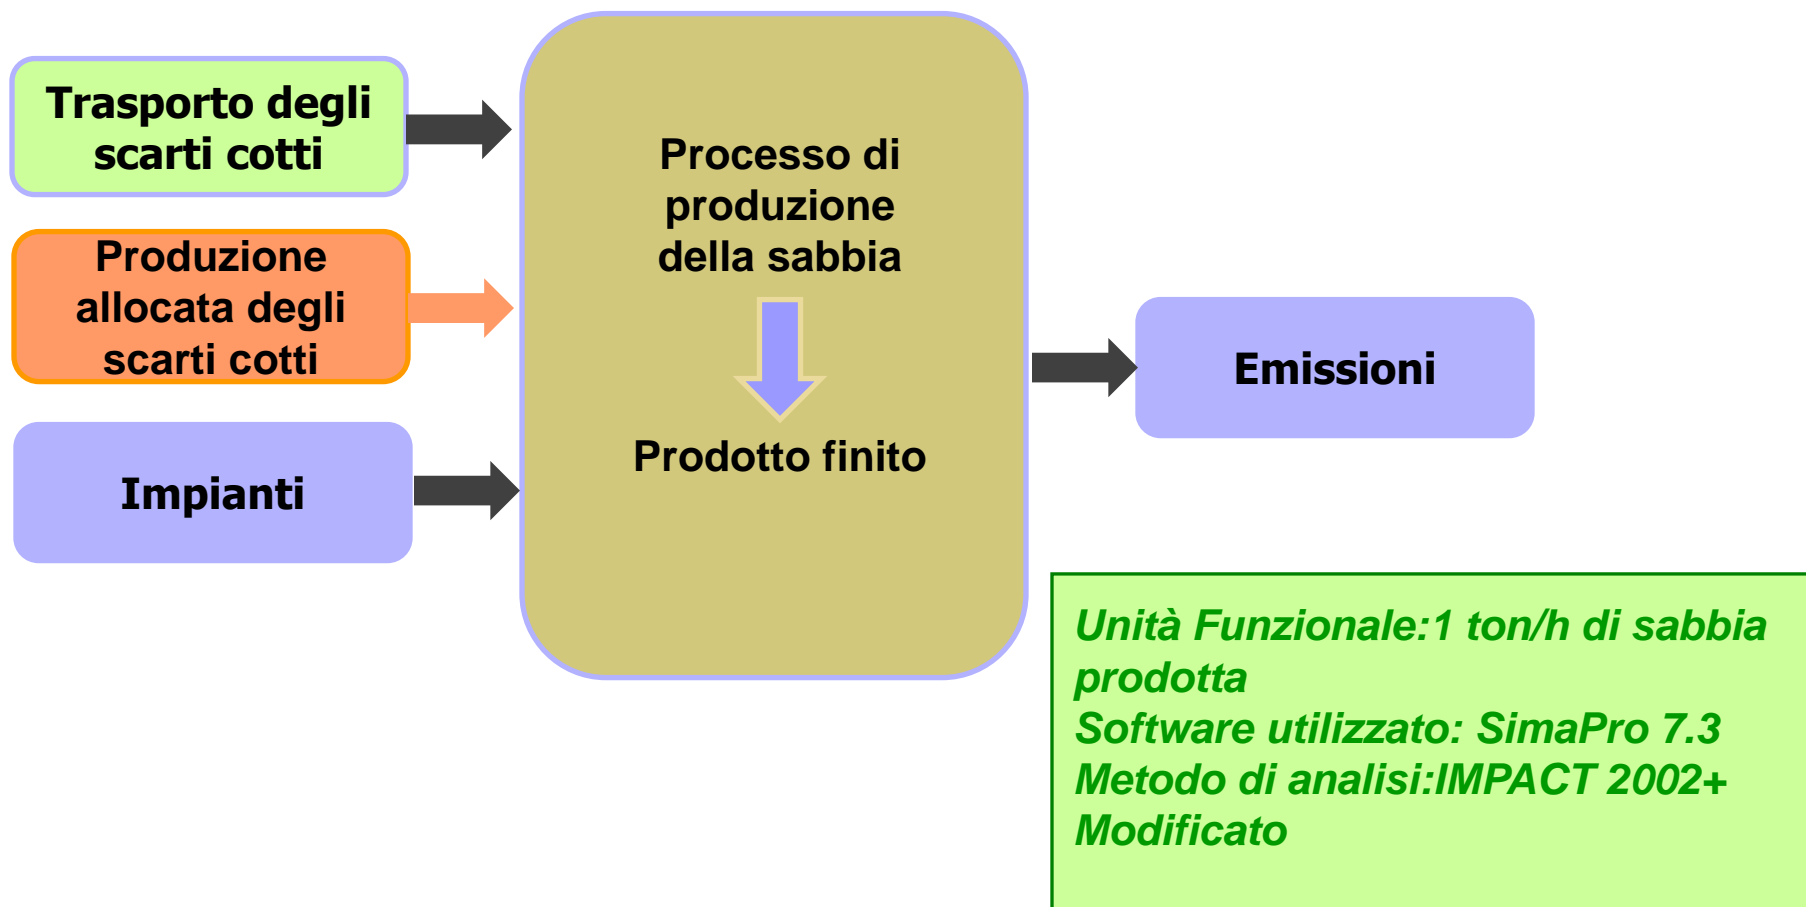 Trasporto degli
scarti cotti
Produzione
allocata degli
scarti cotti
Impianti
Processo di
produzione
della sabbia
Prodotto finito
Emissioni
Unità Funzionale:1 ton/h di sabbia
prodotta
Software utilizzato: SimaPro 7.3
Metodo di analisi:IMPACT 2002+
Modificato